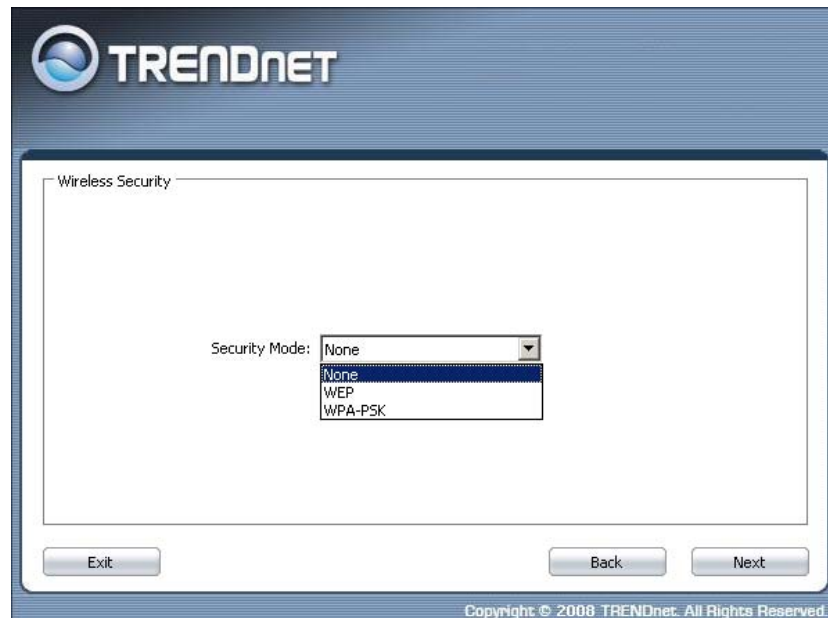 TRENDNET
Wireless Security
Security Mode: None
None
WEP
WPA-PSK
Exit Back Next
Copyright © 2008 TRENDnet. All Rights Reserved.